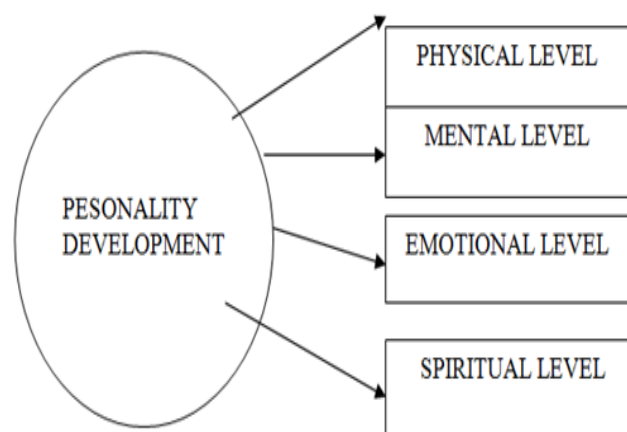 PHYSICAL LEVEL
MENTAL LEVEL
PESONALITY
DEVELOPMENT
EMOTIONAL LEVEL
SPIRITUAL LEVEL